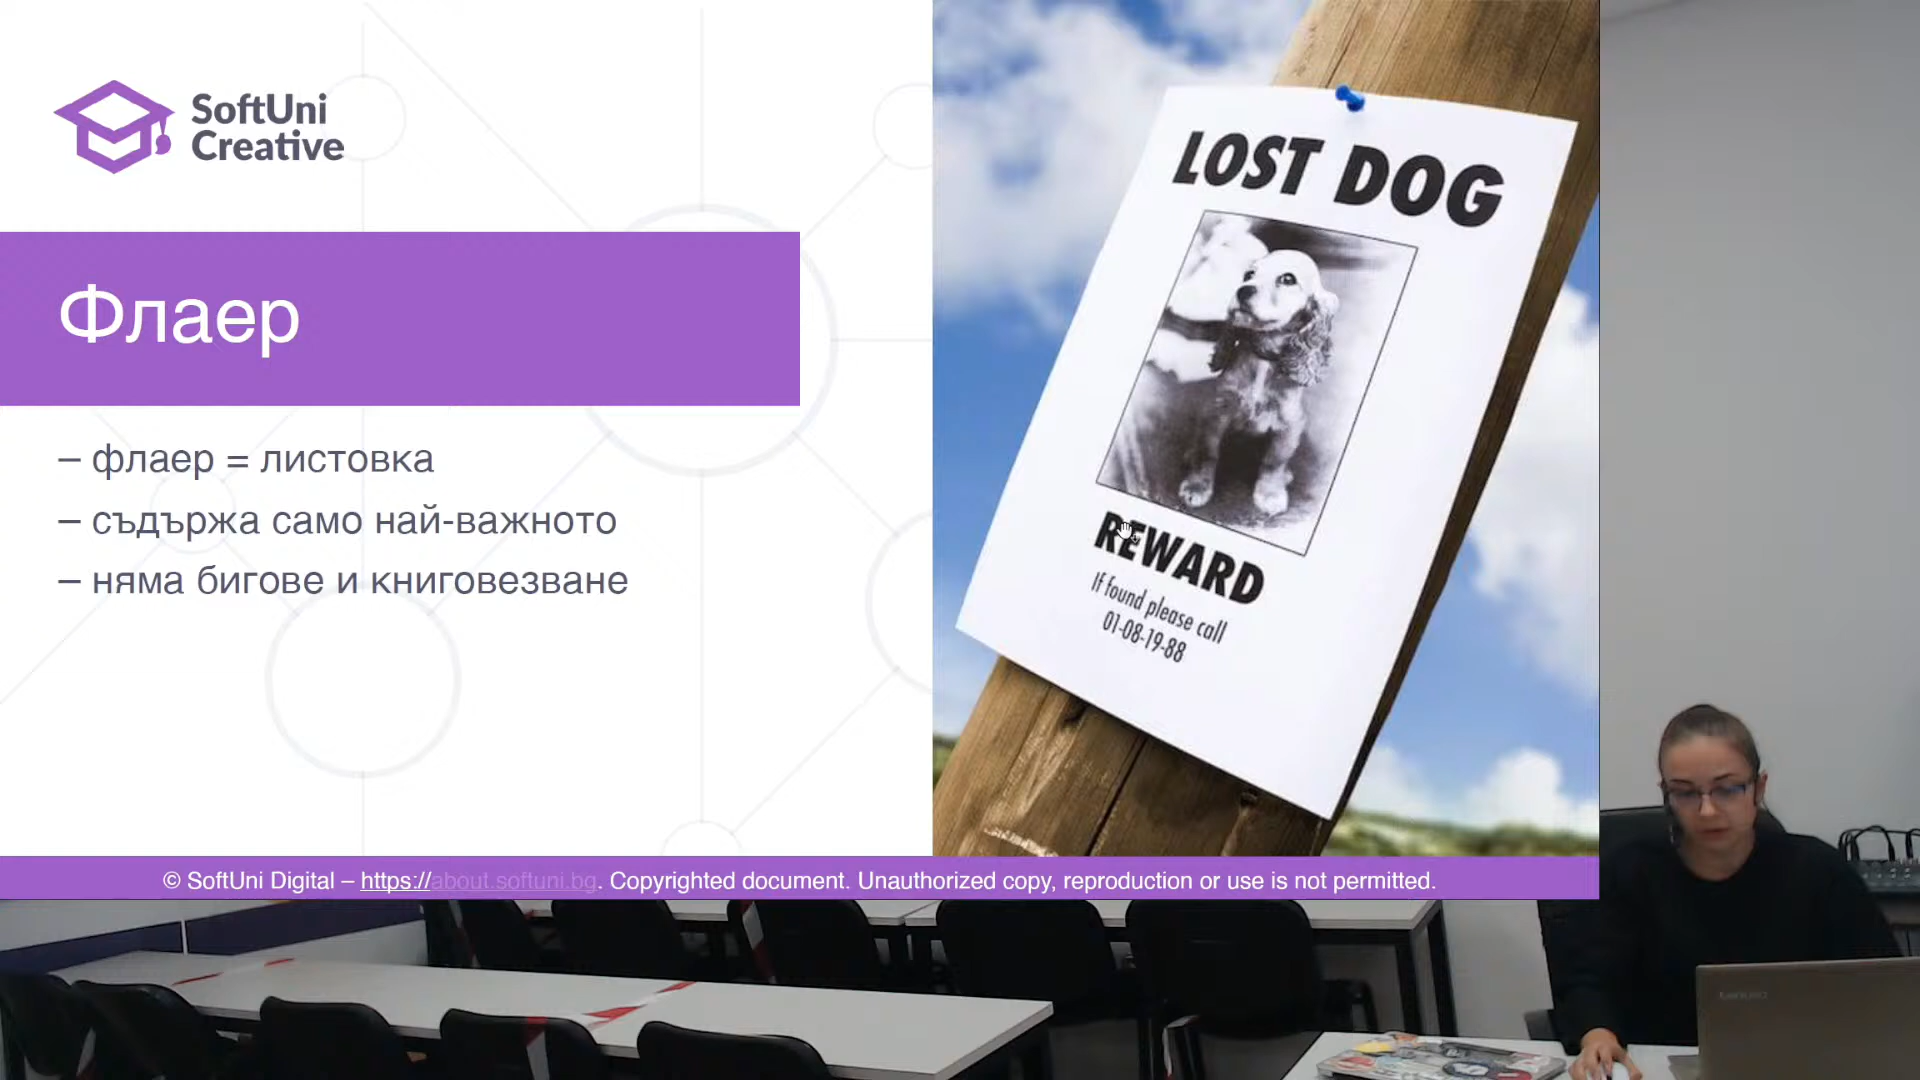 SoftUni
Creative
Флаер
– флаер = листовка
– съдържа само най-важното
– няма бигове и книговезване
LOST DOG
REWARD
If found please call
01-08-19-88
© SoftUni Digital – https://about.softuni.bg. Copyrighted document. Unauthorized copy, reproduction or use is not permitted.